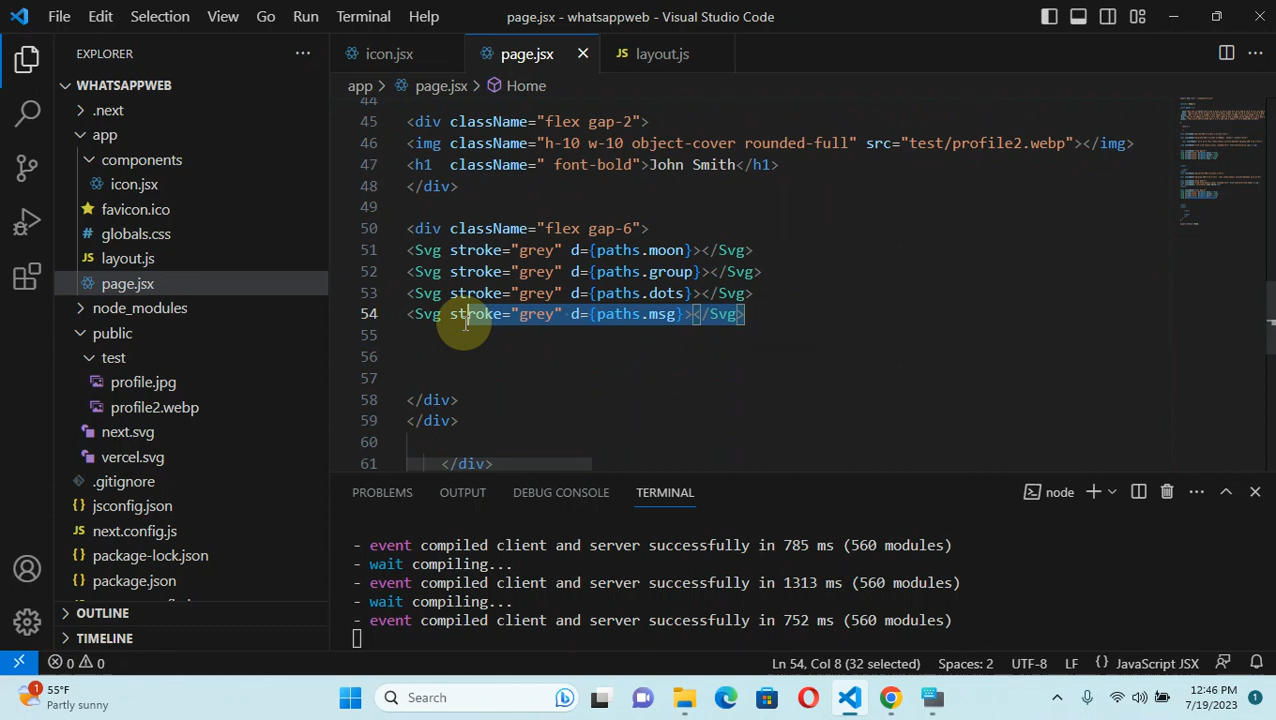 File Edit Selection View Go Run Terminal Help page.jsx - whatsappweb - Visual Studio Code
EXPLORER
icon.jsx page.jsx JS layout.js
WHATSAPPWEB
app > page.jsx > Home
.next
app
components
icon.jsx
favicon.ico
globals.css
JS layout.js
page.jsx
node_modules
public
test
profile.jpg
profile2.webp
next.svg
vercel.svg
.gitignore
jsconfig.json
JS next.config.js
package-lock.json
package.json
OUTLINE
TIMELINE
44
45 <div className="flex gap-2">
46 <img className="h-10 w-10 object-cover rounded-full" src="test/profile2.webp"></img>
47 <h1 className=" font-bold">John Smith</h1>
48 </div>
49
50 <div className="flex gap-6">
51 <Svg stroke="grey" d={paths.moon}></Svg>
52 <Svg stroke="grey" d={paths.group}></Svg>
53 <Svg stroke="grey" d={paths.dots}></Svg>
54 <Svg stroke="grey" d={paths.msg}></Svg>
55
56
57
58 </div>
59 </div>
60
61 </div>
PROBLEMS OUTPUT DEBUG CONSOLE TERMINAL node
- event compiled client and server successfully in 785 ms (560 modules)
- wait compiling...
- event compiled client and server successfully in 1313 ms (560 modules)
- wait compiling...
- event compiled client and server successfully in 752 ms (560 modules)
0 0 Ln 54, Col 8 (32 selected) Spaces: 2 UTF-8 LF {} JavaScript JSX
1 55°F
Partly sunny
Search
12:46 PM
7/19/2023
1